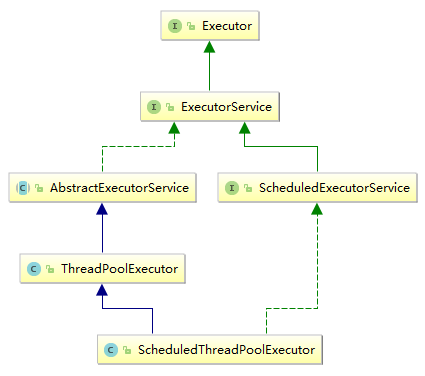 I Executor
I ExecutorService
C AbstractExecutorService
I ScheduledExecutorService
C ThreadPoolExecutor
C ScheduledThreadPoolExecutor